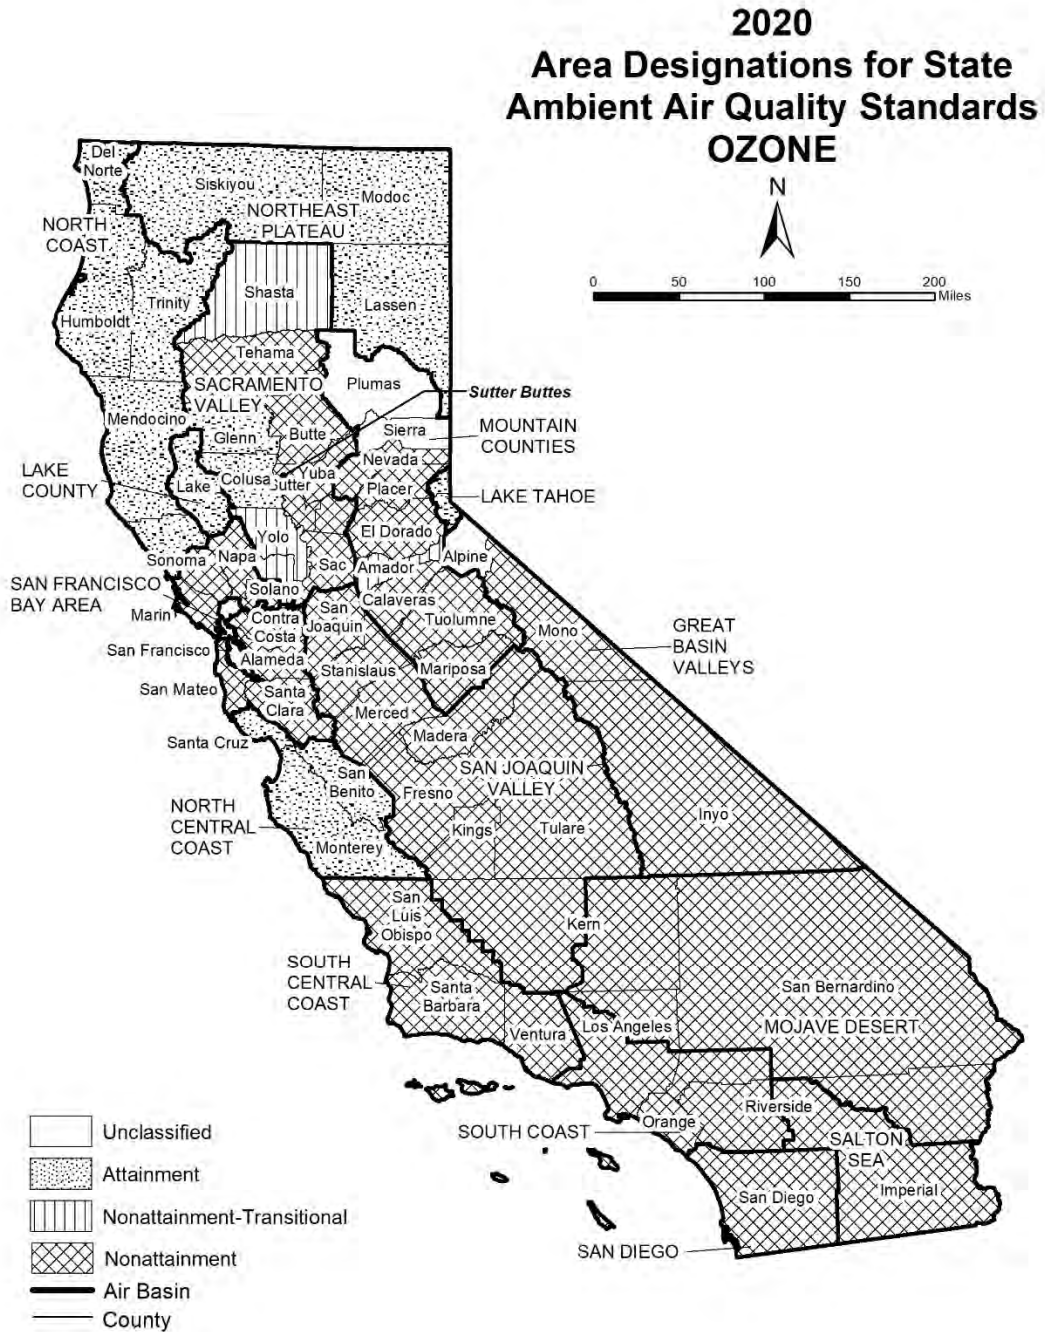 2020
Area Designations for State
Ambient Air Quality Standards
OZONE
N
0 50 100 150 200
Miles
Del
Norte
Siskiyou
Modoc
NORTHEAST
PLATEAU
NORTH
COAST
Shasta
Trinity
Lassen
Humboldt
Tehama
Plumas
SACRAMENTO
VALLEY
Sutter Buttes
Mendocino
Glenn
Butte
Sierra
MOUNTAIN
COUNTIES
Nevada
LAKE
COUNTY
Lake
Colusa
Sutter
Yuba
Placer
LAKE TAHOE
Yolo
El Dorado
Sonoma
Napa
Sac
Amador
Alpine
SAN FRANCISCO
BAY AREA
Solano
Calaveras
Marin
Contra
Costa
San
Joaquin
Tuolumne
Mono
GREAT
BASIN
VALLEYS
San Francisco
Alameda
Stanislaus
Mariposa
San Mateo
Santa
Clara
Merced
Madera
Santa Cruz
San
Benito
Fresno
SAN JOAQUIN
VALLEY
NORTH
CENTRAL
COAST
Monterey
Kings
Tulare
Inyo
San
Luis
Obispo
Kern
SOUTH
CENTRAL
COAST
Santa
Barbara
San Bernardino
Ventura
Los Angeles
MOJAVE DESERT
SOUTH COAST
Orange
Riverside
SALTON
SEA
San Diego
Imperial
SAN DIEGO
Unclassified
Attainment
Nonattainment-Transitional
Nonattainment
Air Basin
County